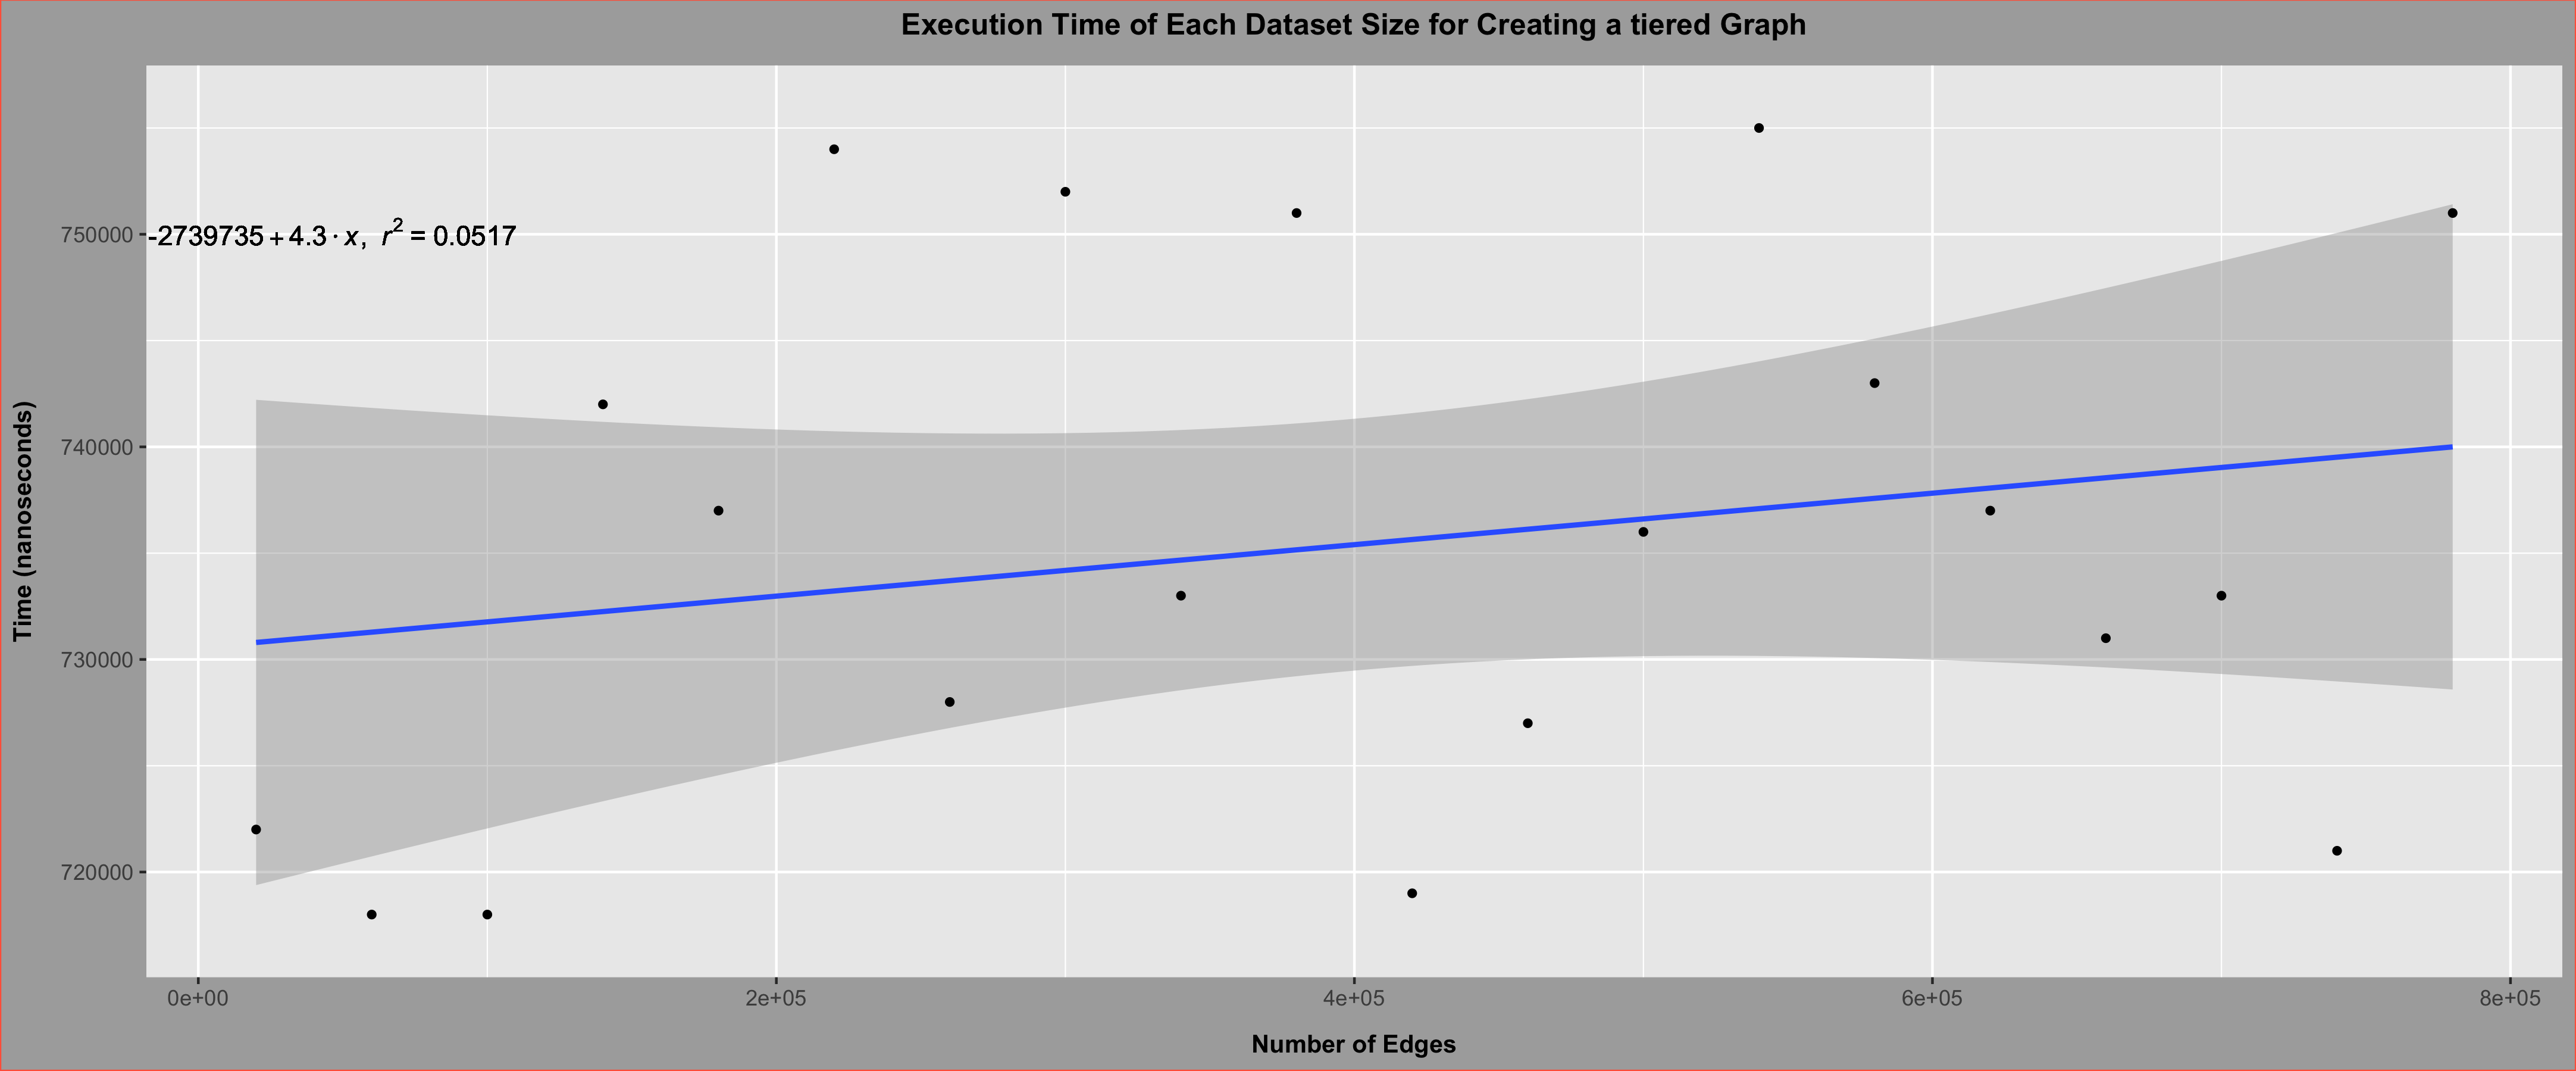 Execution Time of Each Dataset Size for Creating a tiered Graph
-2739735 + 4.3 · x, r² = 0.0517
750000
740000
730000
720000
Time (nanoseconds)
0e+00 2e+05 4e+05 6e+05 8e+05
Number of Edges